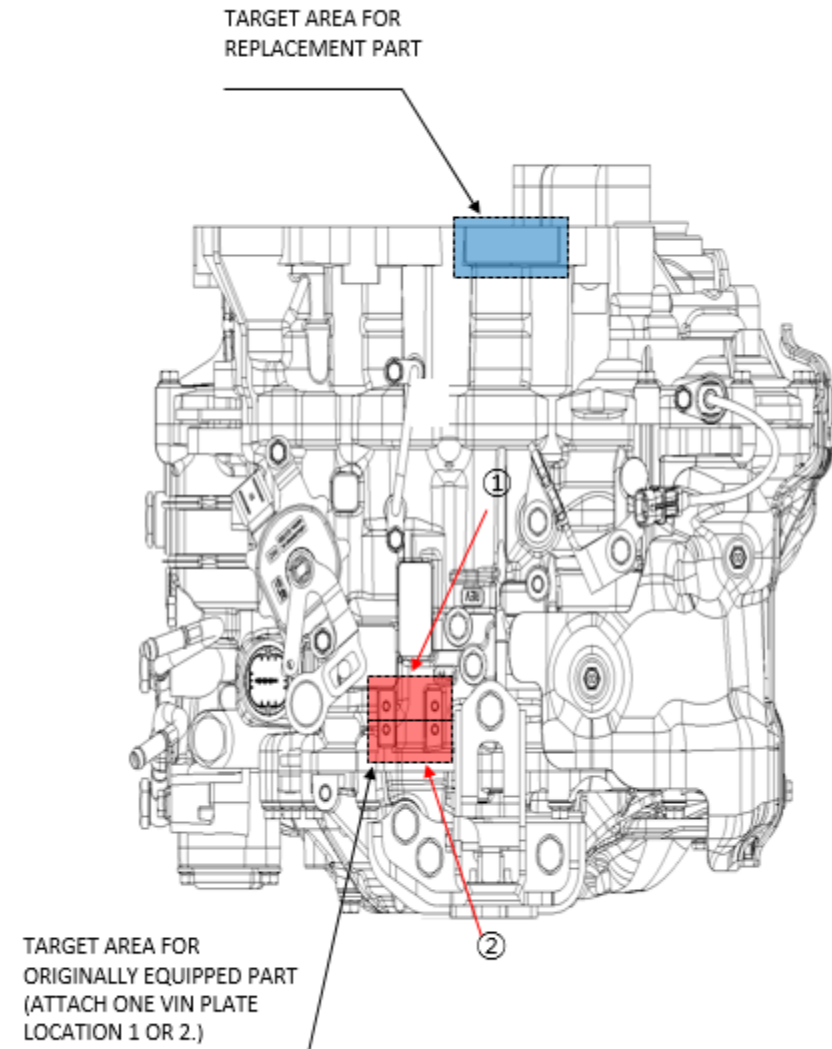 TARGET AREA FOR
REPLACEMENT PART
①
REV
②
TARGET AREA FOR
ORIGINALLY EQUIPPED PART
(ATTACH ONE VIN PLATE
LOCATION 1 OR 2.)